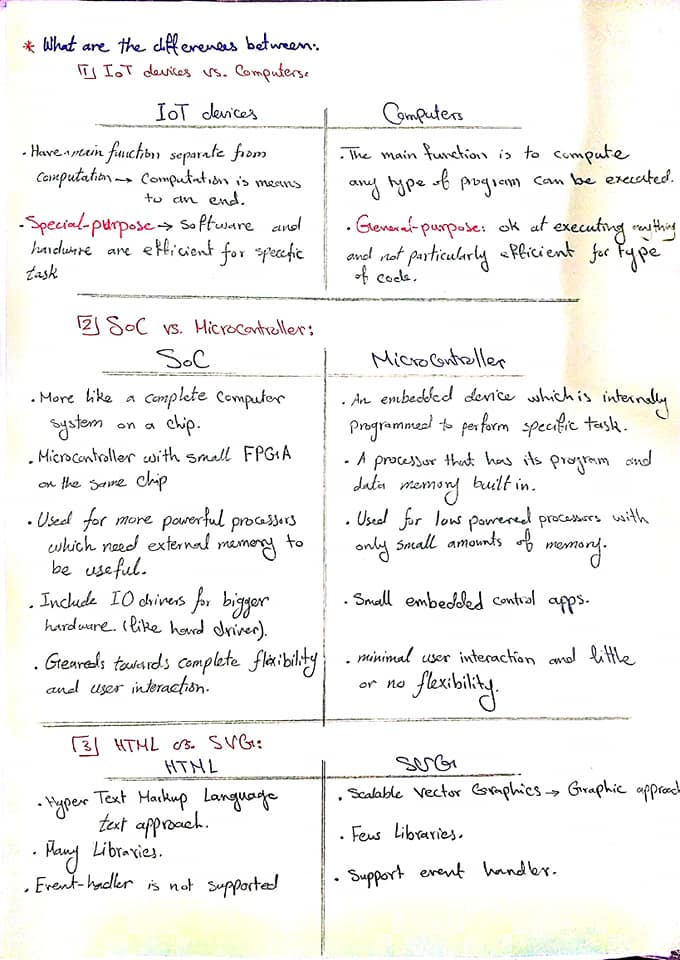 * What are the differences between:
[1] IoT devices vs. Computers:
IoT devices
. Have main function separate from
computation → Computation is means
to an end.
. Special-purpose → software and
hardware are efficient for specific
task
Computers
. The main function is to compute
any type of program can be executed.
. General-purpose: ok at executing anything
and not particularly efficient for type
of code.
[2] SoC vs. Microcontroller:
SoC
. More like a complete Computer
system on a chip.
. Microcontroller with small FPGA
on the same chip
. Used for more powerful processors
which need external memory to
be useful.
. Include IO drivers for bigger
hardware. (like hard driver).
. Geareds towards complete flexibility
and user interaction.
Microcontroller
. An embedded device which is internally
programmed to perform specific task.
. A processor that has its program and
data memory built in.
. Used for low powered processors with
only small amounts of memory.
. Small embedded control apps.
. minimal user interaction and little
or no flexibility.
[3] HTML vs. SVG:
HTML
. Hyper Text Markup Language
text approach.
. Many Libraries.
. Event-hadler is not supported
SVG
. Scalable Vector Graphics → Graphic approach
. Few Libraries.
. Support event handler.